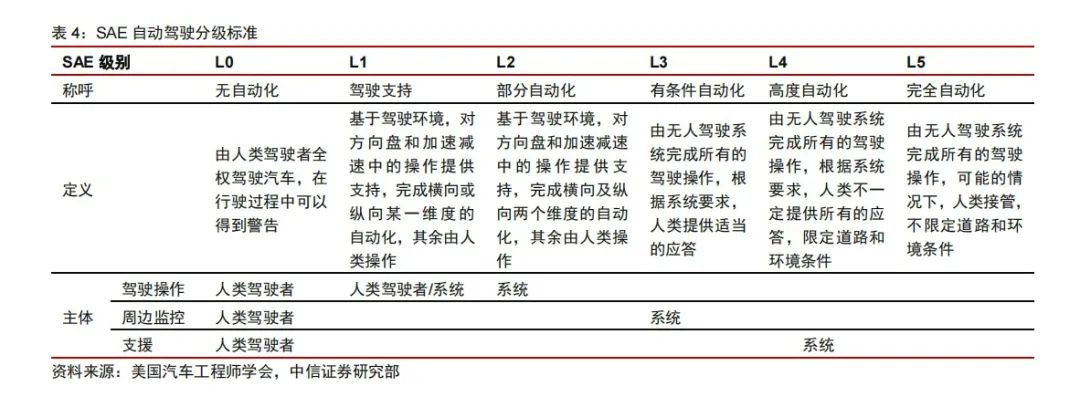 表 4：SAE 自动驾驶分级标准
SAE 级别 L0 L1 L2 L3 L4 L5
称呼 无自动化 驾驶支持 部分自动化 有条件自动化 高度自动化 完全自动化
定义
由人类驾驶者全
权驾驶汽车，在
行驶过程中可以
得到警告
基于驾驶环境，对
方向盘和加速减
速中的操作提供
支持，完成横向或
纵向某一维度的
自动化，其余由人
类操作
基于驾驶环境，对
方向盘和加速减速
中的操作提供支
持，完成横向及纵
向两个维度的自动
化，其余由人类操
作
由无人驾驶系
统完成所有的
驾驶操作，根
据系统要求，
人类提供适当
的应答
由无人驾驶系统
完成所有的驾驶
操作，根据系统
要求，人类不一
定提供所有的应
答，限定道路和
环境条件
由无人驾驶系统
完成所有的驾驶
操作，可能的情
况下，人类接管，
不限定道路和环
境条件
主体
驾驶操作 人类驾驶者 人类驾驶者/系统 系统
周边监控 人类驾驶者 系统
支援 人类驾驶者 系统
资料来源：美国汽车工程师学会，中信证券研究部